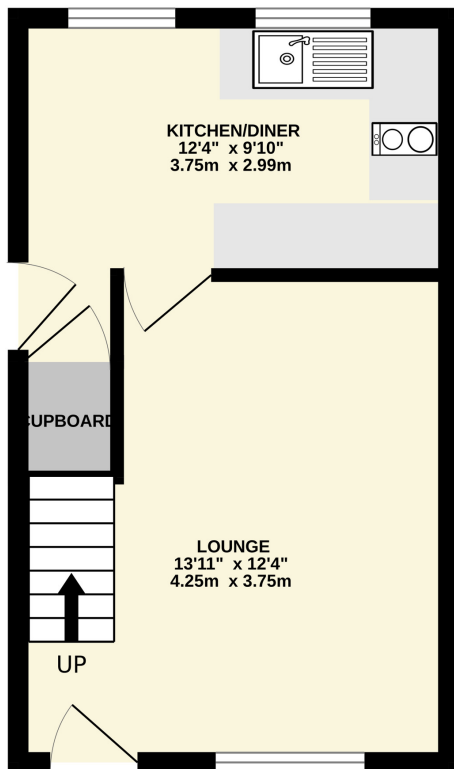 KITCHEN/DINER
12'4" x 9'10"
3.75m x 2.99m
CUPBOARD
LOUNGE
13'11" x 12'4"
4.25m x 3.75m
UP